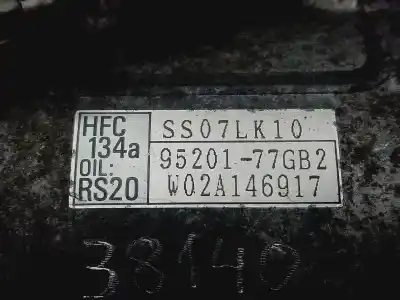 HFC
134a
OIL:
RS20
SS07LK10
95201-77GB2
W02A146917
38140